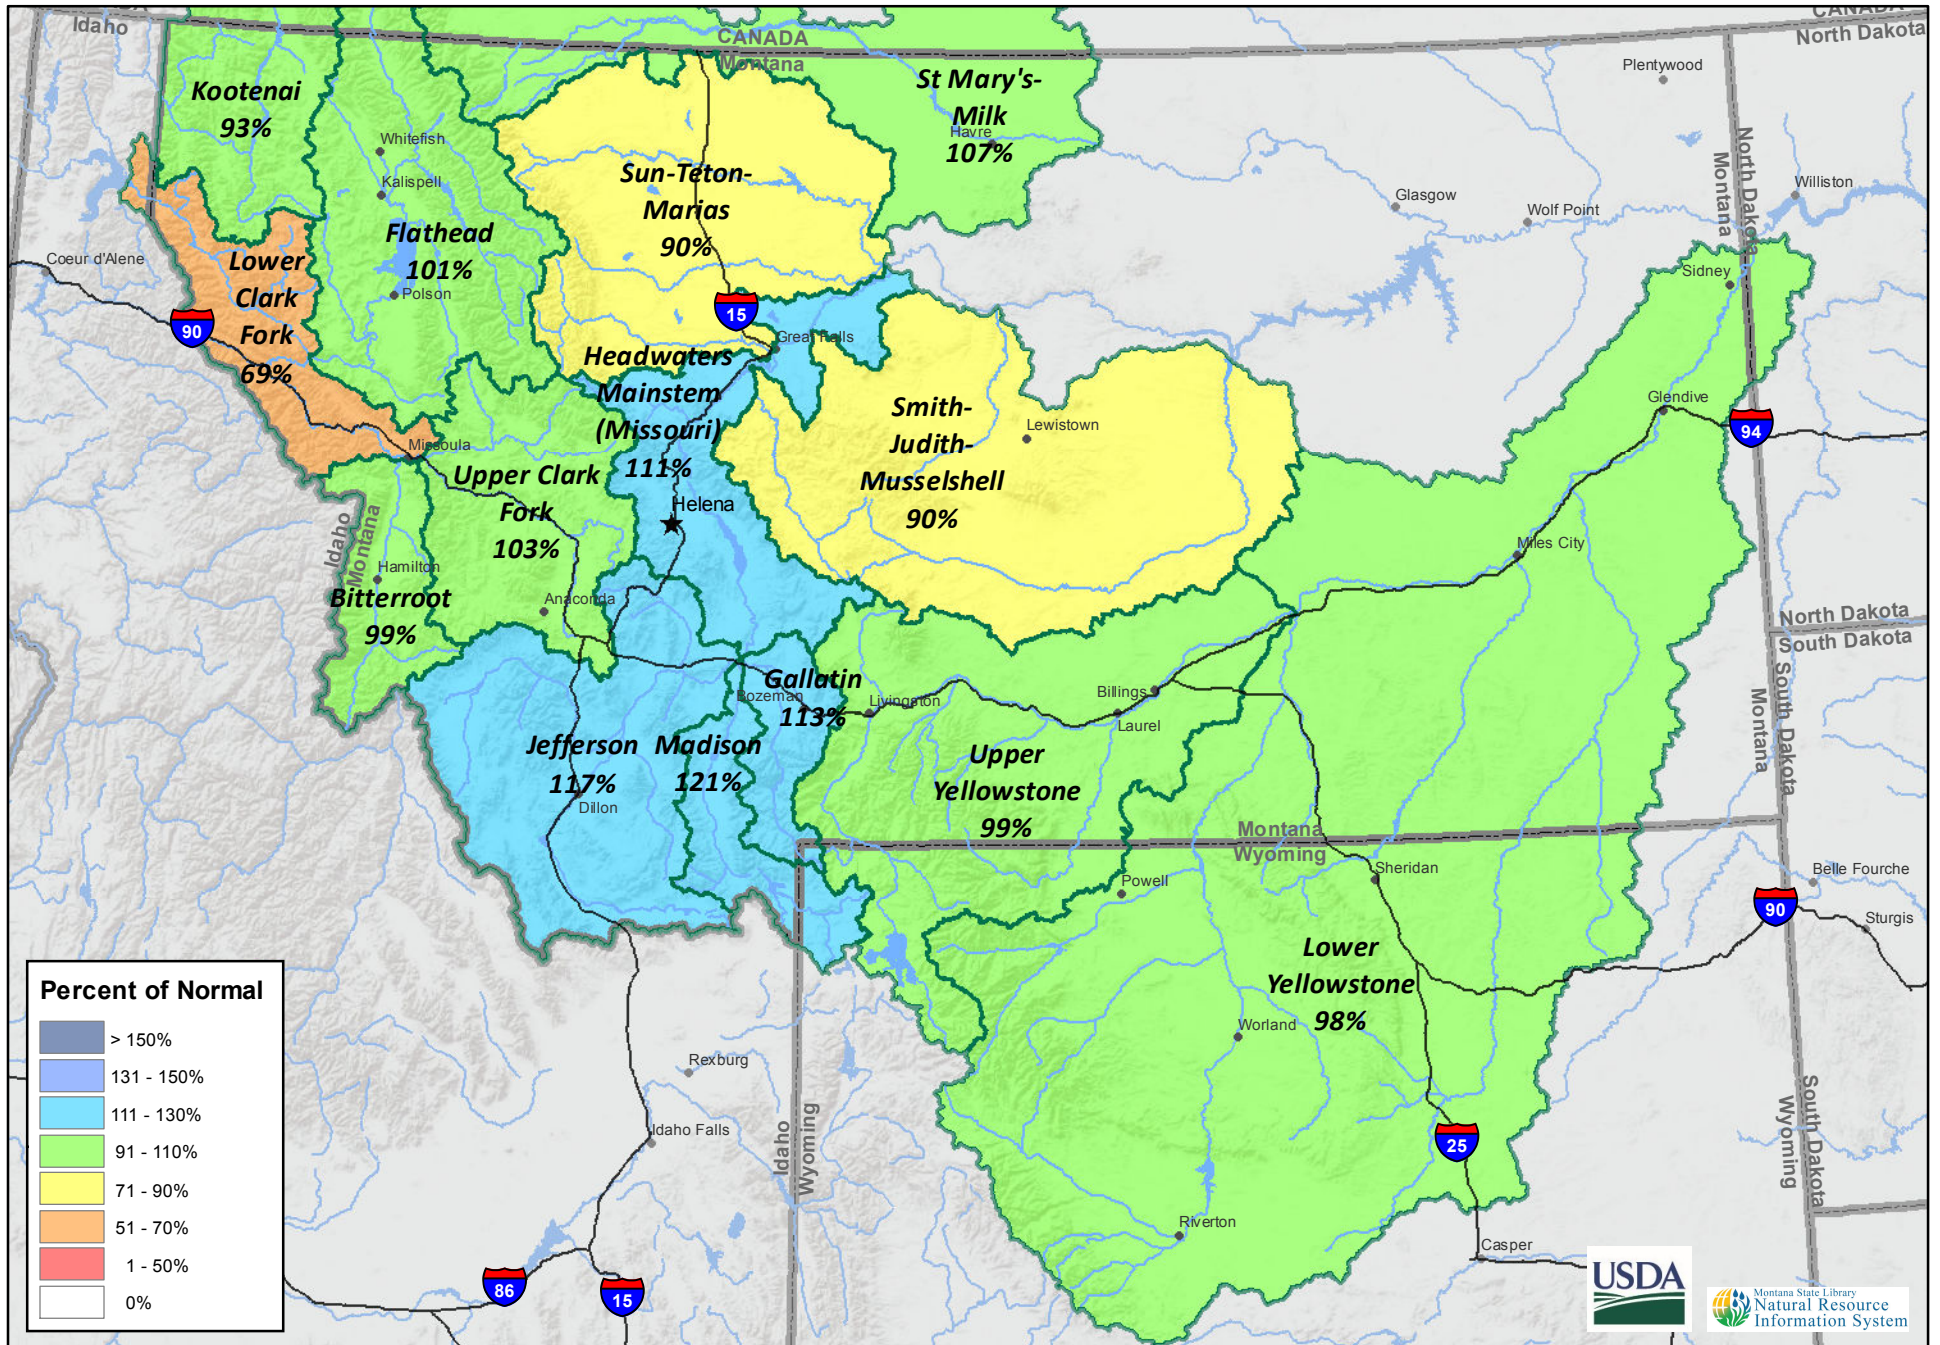 Idaho
CANADA
CANADA
Montana
North Dakota
Kootenai
93%
St Mary's-
Milk
Havre
107%
Plentywood
Whitefish
Kalispell
Sun-Teton-
Marias
90%
North Dakota
Montana
Williston
Glasgow
Wolf Point
Flathead
101%
Polson
Coeur d'Alene
Lower
Clark
Fork
69%
90
15
Sidney
Great Falls
Headwaters
Mainstem
(Missouri)
111%
Smith-
Judith-
Musselshell
90%
Lewistown
Glendive
94
Missoula
Upper Clark
Fork
103%
Helena
Idaho
Montana
Hamilton
Bitterroot
99%
Anaconda
Miles City
North Dakota
South Dakota
Gallatin
113%
Bozeman
Livingston
Billings
Laurel
South Dakota
Montana
Jefferson
117%
Dillon
Madison
121%
Upper
Yellowstone
99%
Montana
Wyoming
Powell
Sheridan
Belle Fourche
90
Sturgis
Lower
Yellowstone
98%
Worland
Percent of Normal
> 150%
131 - 150%
111 - 130%
91 - 110%
71 - 90%
51 - 70%
1 - 50%
0%
Rexburg
Idaho Falls
Idaho
Wyoming
South Dakota
Wyoming
25
Riverton
Casper
86
15
USDA
Montana State Library
Natural Resource
Information System